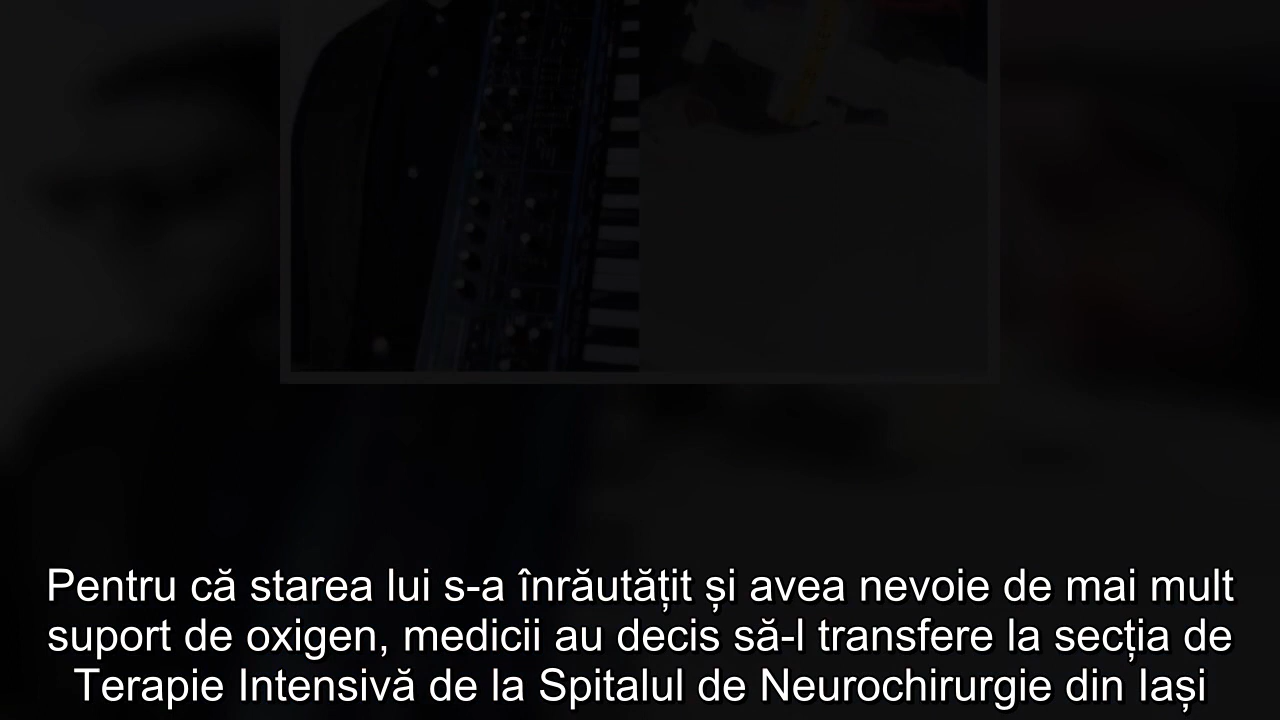 Pentru că starea lui s-a înrăutățit și avea nevoie de mai mult
suport de oxigen, medicii au decis să-l transfere la secția de
Terapie Intensivă de la Spitalul de Neurochirurgie din Iași